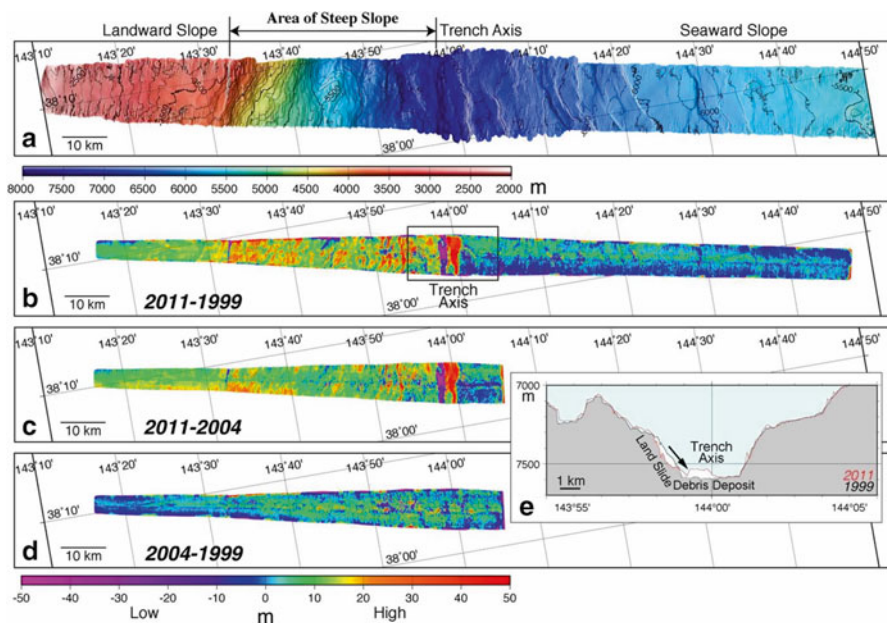 Landward Slope Area of Steep Slope Trench Axis Seaward Slope
143°10' 143°20' 143°30' 143°40' 143°50' 144°00' 144°10' 144°20' 144°30' 144°40' 144°50'
38°10'
38°00'
a
10 km
8000 7500 7000 6500 6000 5500 5000 4500 4000 3500 3000 2500 2000 m
143°10' 143°20' 143°30' 143°40' 143°50' 144°00' 144°10' 144°20' 144°30' 144°40' 144°50'
38°10'
38°00'
b
10 km
2011-1999
Trench
Axis
143°10' 143°20' 143°30' 143°40' 143°50' 144°00' 144°10' 144°20' 144°30' 144°40' 144°50'
38°10'
38°00'
c
10 km
2011-2004
7000
m
7500
Land Slide
Trench
Axis
Debris Deposit
1 km
2011
1999
e
143°55' 144°00' 144°05'
143°10' 143°20' 143°30' 143°40' 143°50' 144°00'
38°10'
38°00'
d
10 km
2004-1999
-50 -40 -30 -20 -10 0 10 20 30 40 50
Low m High